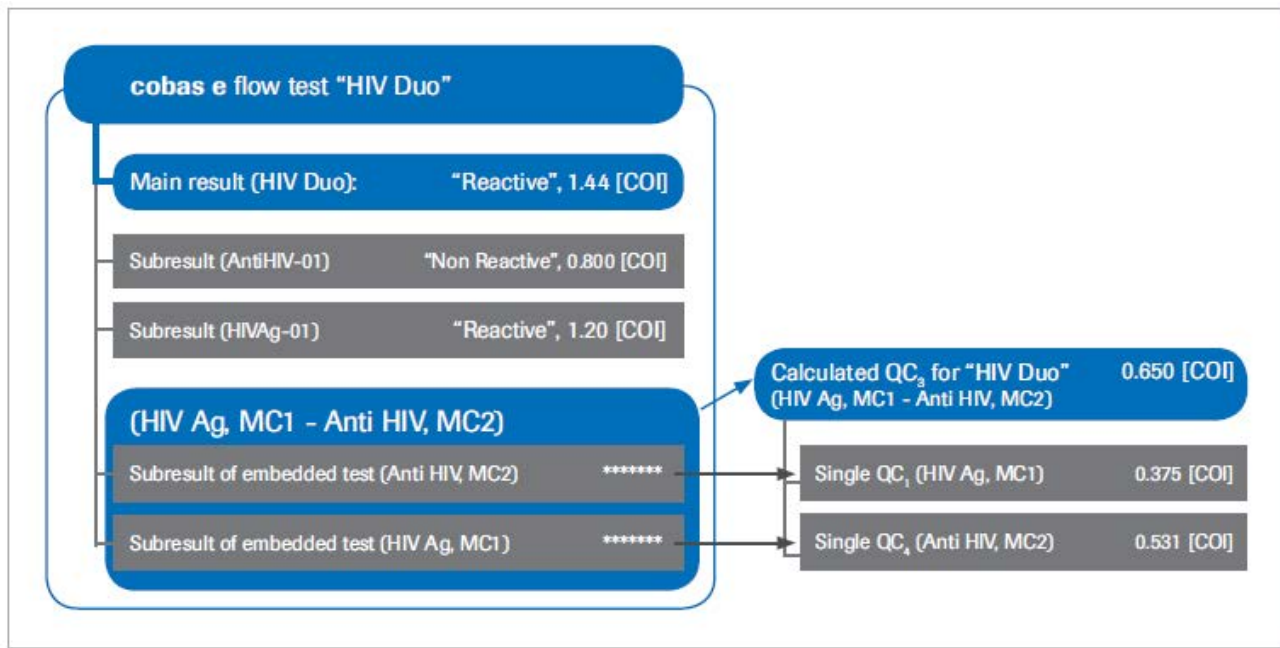 cobas e flow test “HIV Duo”
Main result (HIV Duo): “Reactive”, 1.44 [COI]
Subresult (AntiHIV-01) “Non Reactive”, 0.800 [COI]
Subresult (HIVAg-01) “Reactive”, 1.20 [COI]
(HIV Ag, MC1 - Anti HIV, MC2)
Subresult of embedded test (Anti HIV, MC2) *******
Subresult of embedded test (HIV Ag, MC1) *******
Calculated QC₃ for “HIV Duo” 0.650 [COI]
(HIV Ag, MC1 - Anti HIV, MC2)
Single QC₁ (HIV Ag, MC1) 0.375 [COI]
Single QC₄ (Anti HIV, MC2) 0.531 [COI]